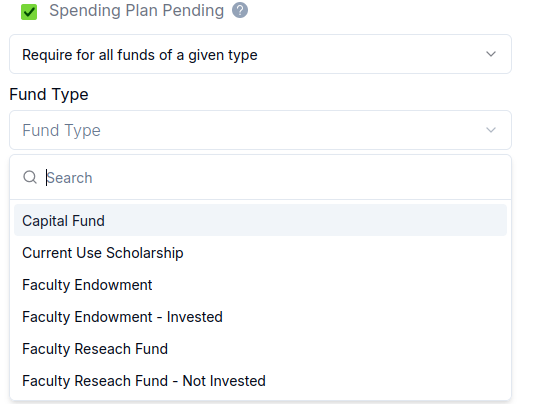 Spending Plan Pending ?
Require for all funds of a given type
Fund Type
Fund Type
Search
Capital Fund
Current Use Scholarship
Faculty Endowment
Faculty Endowment - Invested
Faculty Reseach Fund
Faculty Reseach Fund - Not Invested